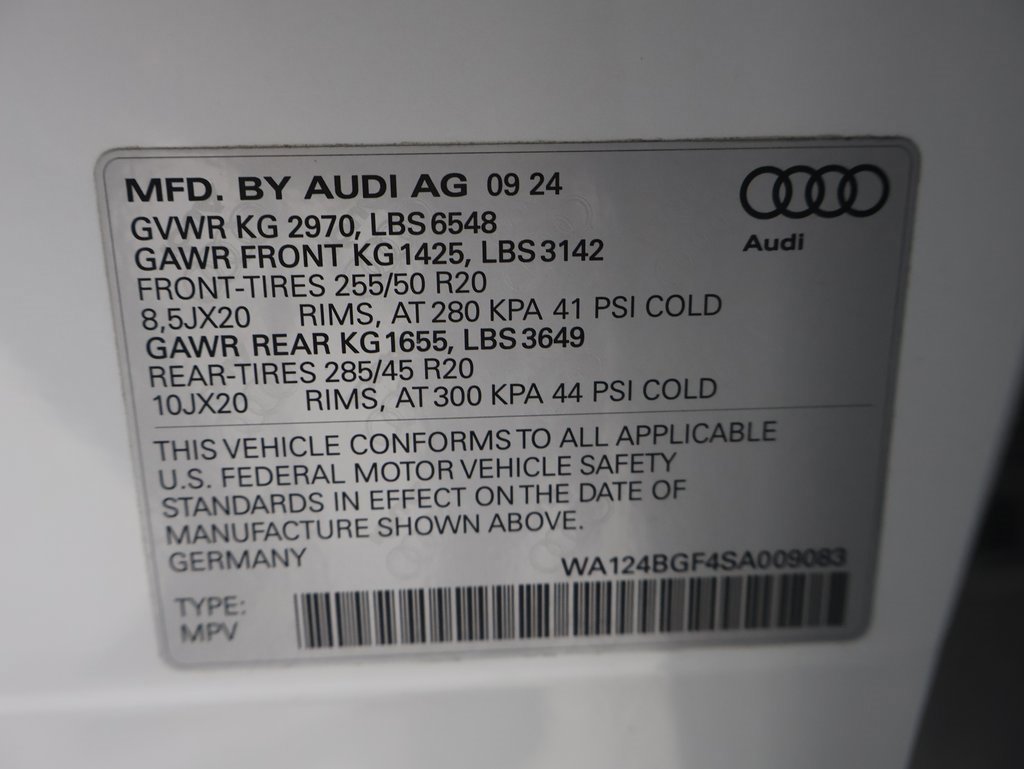 MFD. BY AUDI AG 09 24
GVWR KG 2970, LBS 6548
GAWR FRONT KG 1425, LBS 3142
FRONT-TIRES 255/50 R20
8,5JX20 RIMS, AT 280 KPA 41 PSI COLD
GAWR REAR KG 1655, LBS 3649
REAR-TIRES 285/45 R20
10JX20 RIMS, AT 300 KPA 44 PSI COLD
Audi
THIS VEHICLE CONFORMS TO ALL APPLICABLE
U.S. FEDERAL MOTOR VEHICLE SAFETY
STANDARDS IN EFFECT ON THE DATE OF
MANUFACTURE SHOWN ABOVE.
GERMANY
WA124BGF4SA009083
TYPE:
MPV